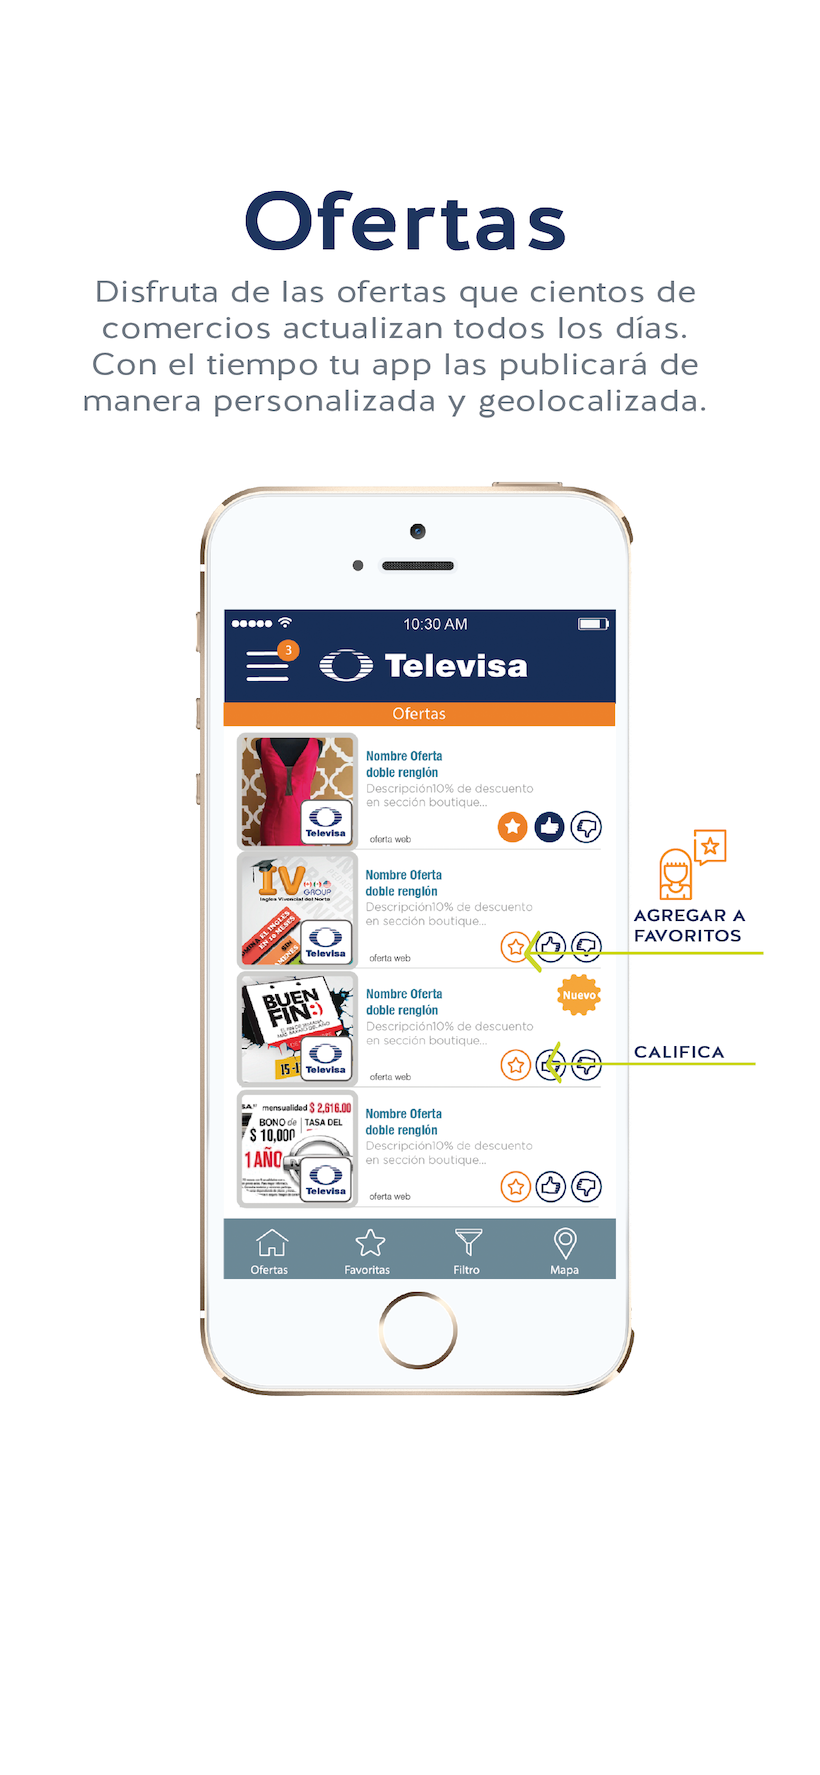 Ofertas
Disfruta de las ofertas que cientos de
comercios actualizan todos los días.
Con el tiempo tu app las publicará de
manera personalizada y geolocalizada.
10:30 AM
3
Televisa
Ofertas
Nombre Oferta
doble renglón
Descripción10% de descuento
en sección boutique...
oferta web
Televisa
Nombre Oferta
doble renglón
Descripción10% de descuento
en sección boutique...
oferta web
IV
GROUP
Ingles Vivencial del Norte
Televisa
AGREGAR A
FAVORITOS
Nombre Oferta
doble renglón
Descripción10% de descuento
en sección boutique...
oferta web
Nuevo
BUEN
FIN
Televisa
CALIFICA
Nombre Oferta
doble renglón
Descripción10% de descuento
en sección boutique...
oferta web
mensualidad $ 2,616.00
BONO de
$ 10,000
TASA DEL
1 AÑO
Televisa
Ofertas
Favoritas
Filtro
Mapa